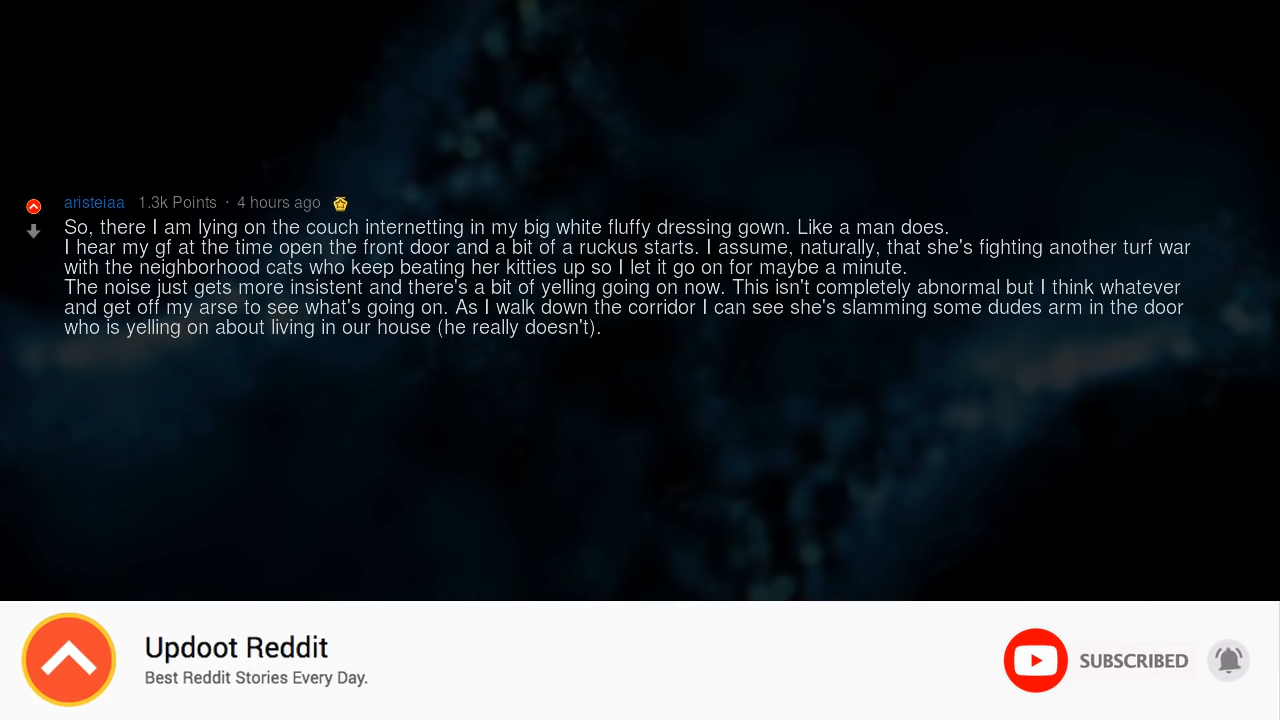 aristeiaa 1.3k Points · 4 hours ago
So, there I am lying on the couch internetting in my big white fluffy dressing gown. Like a man does.
I hear my gf at the time open the front door and a bit of a ruckus starts. I assume, naturally, that she's fighting another turf war
with the neighborhood cats who keep beating her kitties up so I let it go on for maybe a minute.
The noise just gets more insistent and there's a bit of yelling going on now. This isn't completely abnormal but I think whatever
and get off my arse to see what's going on. As I walk down the corridor I can see she's slamming some dudes arm in the door
who is yelling on about living in our house (he really doesn't).
Updoot Reddit
Best Reddit Stories Every Day.
SUBSCRIBED